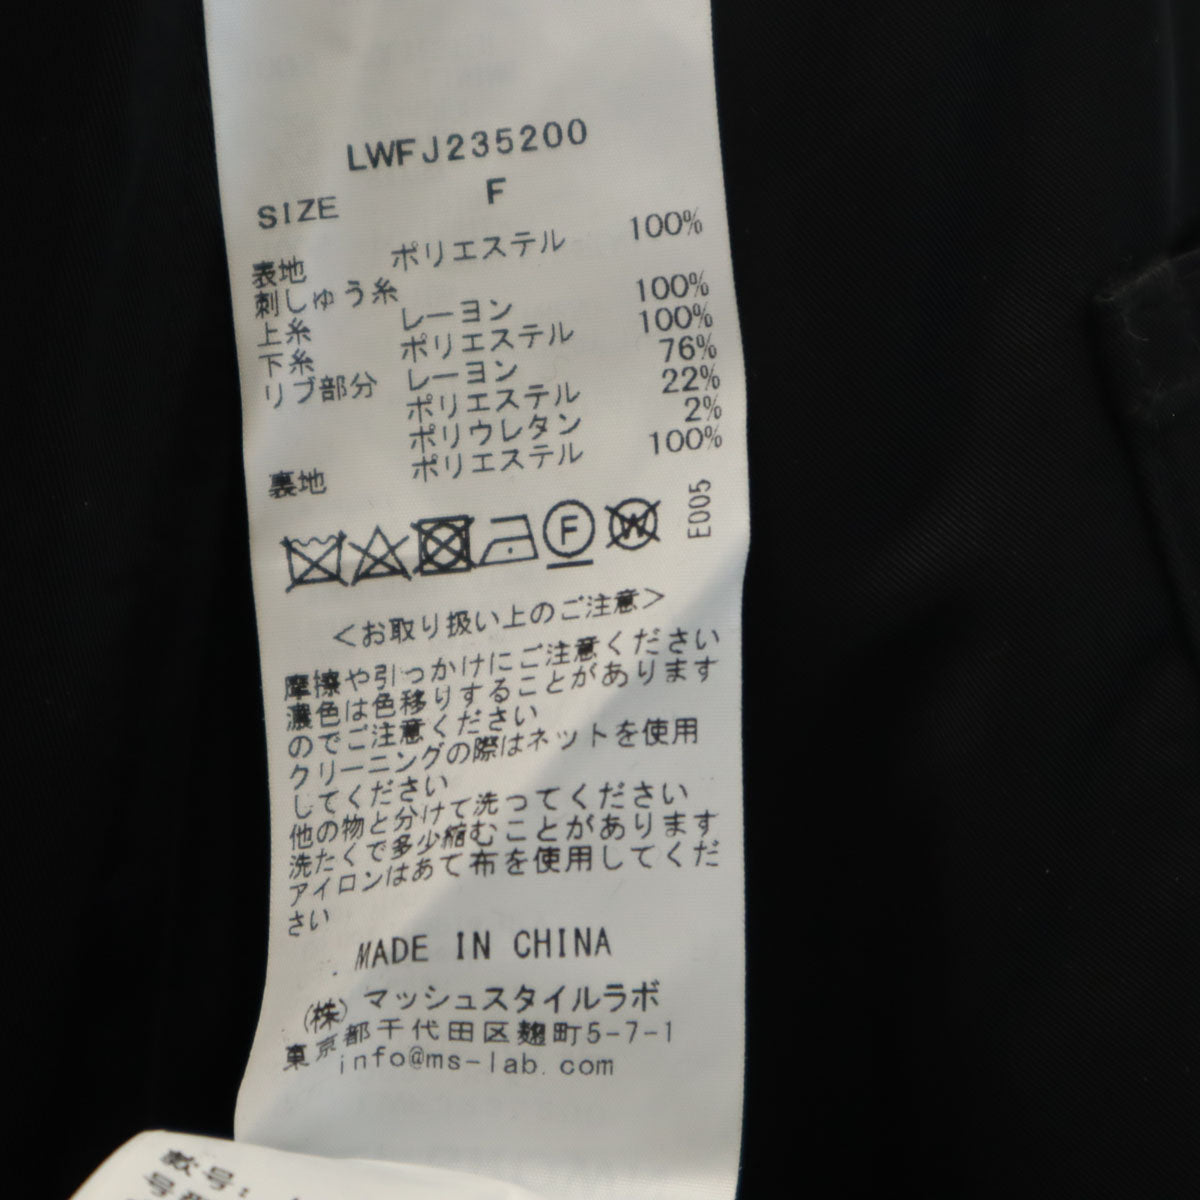 LWFJ235200
SIZE F
表地 ポリエステル 100%
刺しゅう糸
上糸 レーヨン 100%
下糸 ポリエステル 100%
リブ部分 レーヨン 76%
ポリエステル 22%
ポリウレタン 2%
裏地 ポリエステル 100%
F W E005
<お取り扱い上のご注意>
摩擦や引っかけにご注意ください
濃色は色移りすることがあります
のでご注意ください
クリーニングの際はネットを使用
してください
他の物と分けて洗ってください
洗たくで多少縮むことがあります
アイロンはあて布を使用してくだ
さい
MADE IN CHINA
(株)マッシュスタイルラボ
東京都千代田区麹町5-7-1
info@ms-lab.com
款号:
号